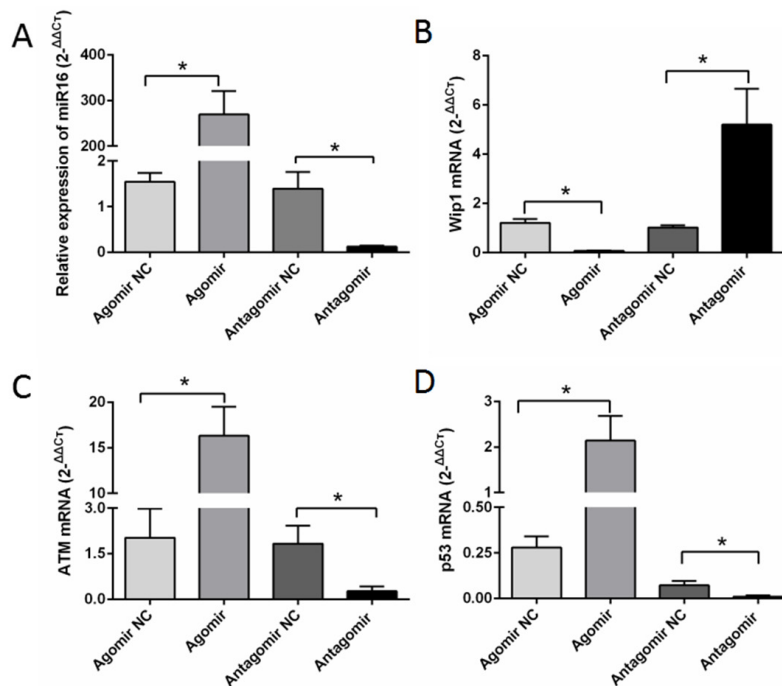 A
Relative expression of miR16 (2-ΔΔCT)
400
300
200
100
2
1
0
*
*
Agomir NC
Agomir
Antagomir NC
Antagomir
B
Wip1 mRNA (2-ΔΔCT)
8
6
4
2
0
*
*
Agomir NC
Agomir
Antagomir NC
Antagomir
C
ATM mRNA (2-ΔΔCT)
20
15
10
3.0
1.5
0.0
*
*
Agomir NC
Agomir
Antagomir NC
Antagomir
D
p53 mRNA (2-ΔΔCT)
3
2
1
0.50
0.25
0.00
*
*
Agomir NC
Agomir
Antagomir NC
Antagomir